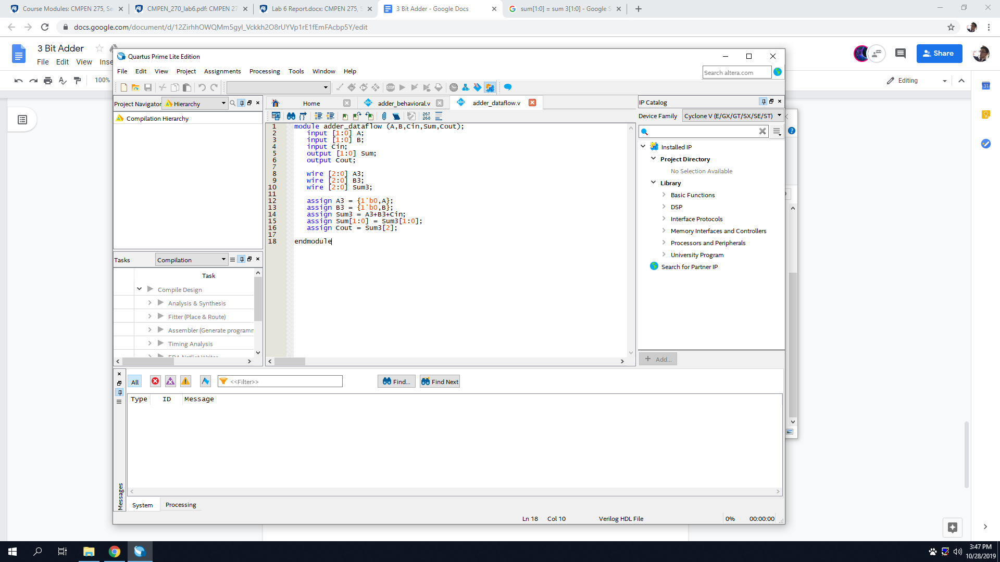 Course Modules: CMPEN 275, Se
CMPEN_270_lab6.pdf: CMPEN 27
Lab 6 Report.docx: CMPEN 275, S
3 Bit Adder - Google Docs
sum[1:0] = sum 3[1:0] - Google S
docs.google.com/document/d/12ZirhhOWQMm5gyl_Vckkh2O8rUYVp1rE1fEmFAcbp5Y/edit
3 Bit Adder
File Edit View Inse
Share
100%
Editing
Quartus Prime Lite Edition
File Edit View Project Assignments Processing Tools Window Help
Search altera.com
Project Navigator Hierarchy
Compilation Hierarchy
Home
adder_behavioral.v
adder_dataflow.v
267
268
1 module adder_dataflow (A,B,Cin,Sum,Cout);
2 input [1:0] A;
3 input [1:0] B;
4 input Cin;
5 output [1:0] Sum;
6 output Cout;
7
8 wire [2:0] A3;
9 wire [2:0] B3;
10 wire [2:0] Sum3;
11
12 assign A3 = {1'b0,A};
13 assign B3 = {1'b0,B};
14 assign Sum3 = A3+B3+Cin;
15 assign Sum[1:0] = Sum3[1:0];
16 assign Cout = Sum3[2];
17
18 endmodule
Tasks Compilation
Task
Compile Design
Analysis & Synthesis
Fitter (Place & Route)
Assembler (Generate programm
Timing Analysis
EDA Netlist Writer
IP Catalog
Device Family Cyclone V (E/GX/GT/SX/SE/ST)
Installed IP
Project Directory
No Selection Available
Library
Basic Functions
DSP
Interface Protocols
Memory Interfaces and Controllers
Processors and Peripherals
University Program
Search for Partner IP
Add...
All
<<Filter>>
Find...
Find Next
Type ID Message
Messages
System Processing
Ln 18 Col 10 Verilog HDL File 0% 00:00:00
31
3:47 PM
10/28/2019